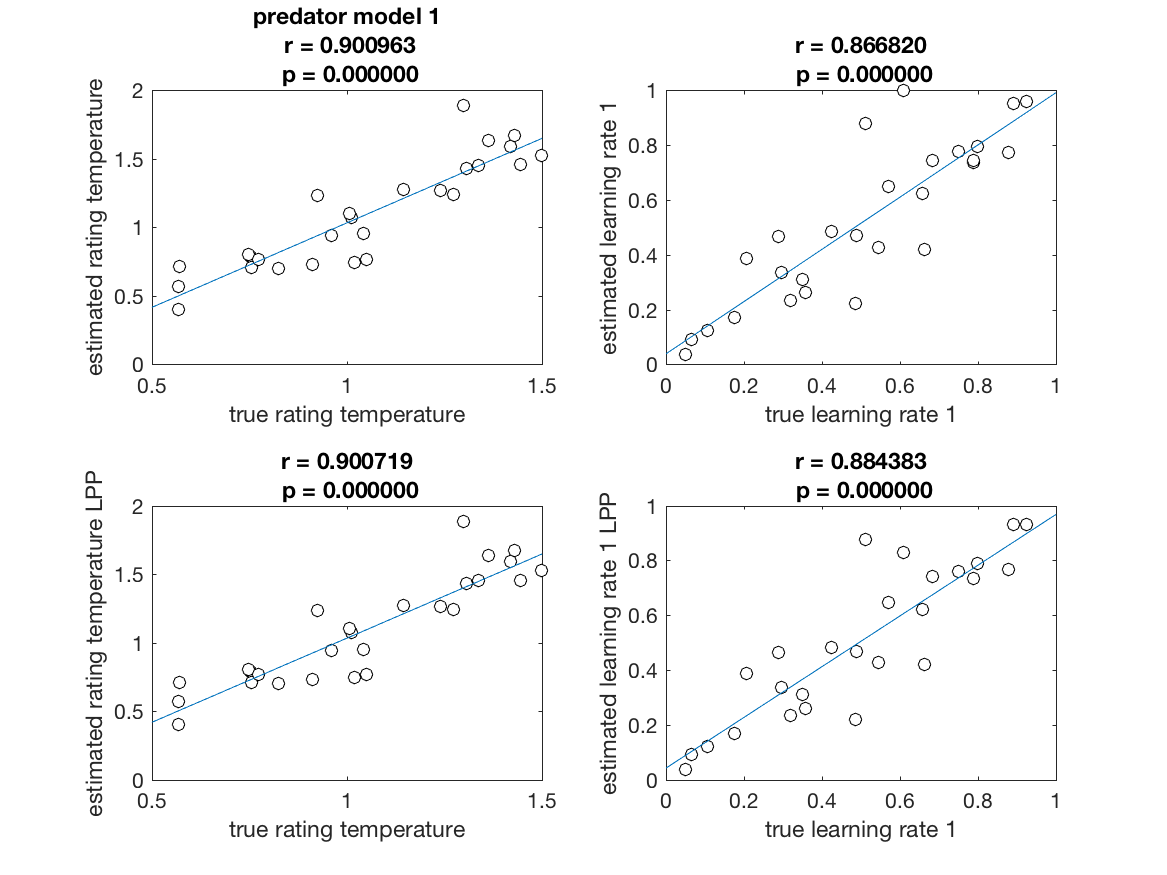 predator model 1
r = 0.900963
p = 0.000000
estimated rating temperature
2
1.5
1
0.5
0
0.5
1
1.5
true rating temperature
r = 0.866820
p = 0.000000
estimated learning rate 1
1
0.8
0.6
0.4
0.2
0
0
0.2
0.4
0.6
0.8
1
true learning rate 1
r = 0.900719
p = 0.000000
estimated rating temperature LPP
2
1.5
1
0.5
0
0.5
1
1.5
true rating temperature
r = 0.884383
p = 0.000000
estimated learning rate 1 LPP
1
0.8
0.6
0.4
0.2
0
0
0.2
0.4
0.6
0.8
1
true learning rate 1